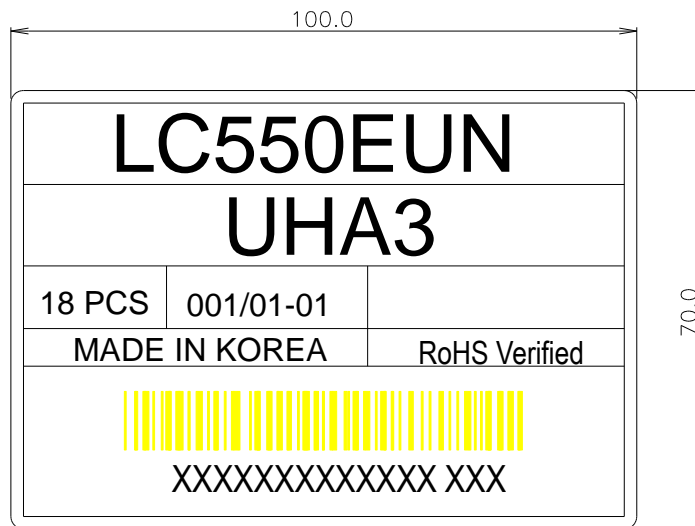 100.0
LC550EUN
UHA3
18 PCS 001/01-01
70.0
MADE IN KOREA RoHS Verified
XXXXXXXXXXXXX XXX